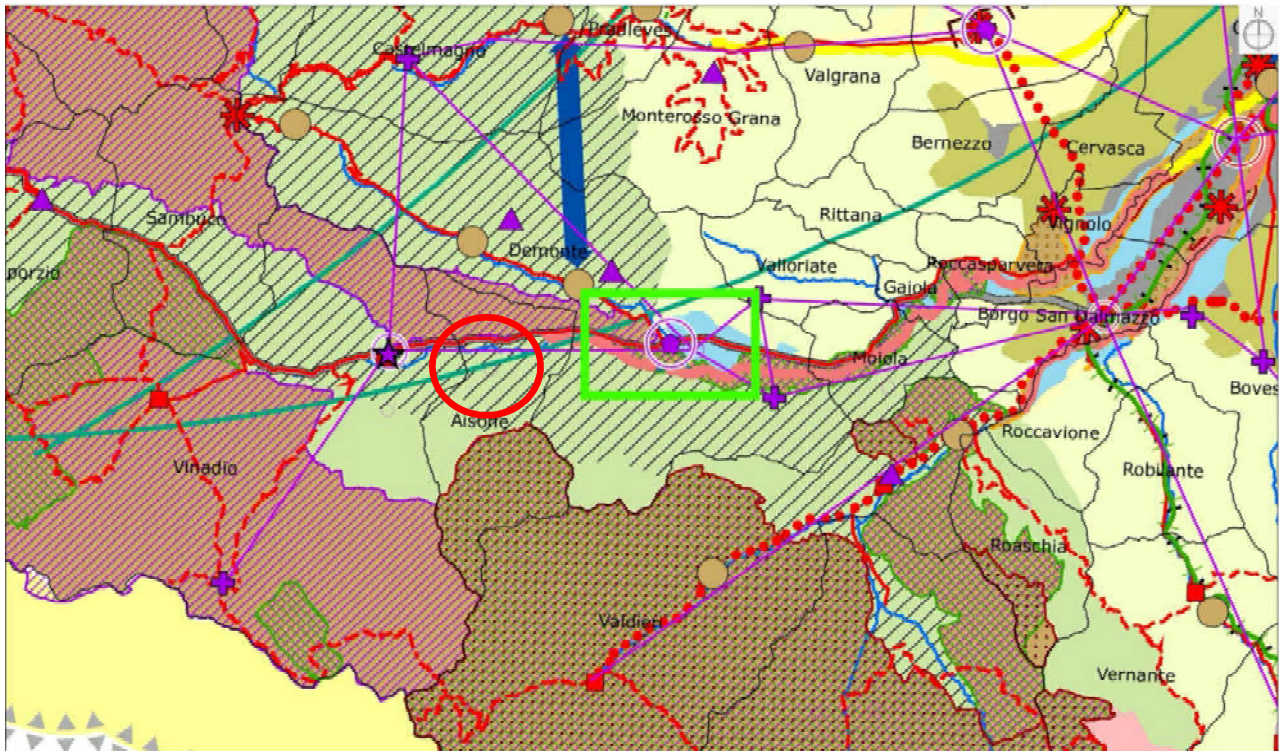 N
Castelmagno
Pradleves
Valgrana
Monterosso Grana
Bernezzo
Cervasca
Sambuco
Rittana
Vignolo
porzio
Demonte
Valloriate
Roccasparvera
Gaiola
Borgo San Dalmazzo
Moiola
Boves
Aisone
Roccavione
Vinadio
Robilante
Roaschia
Valdieri
Vernante